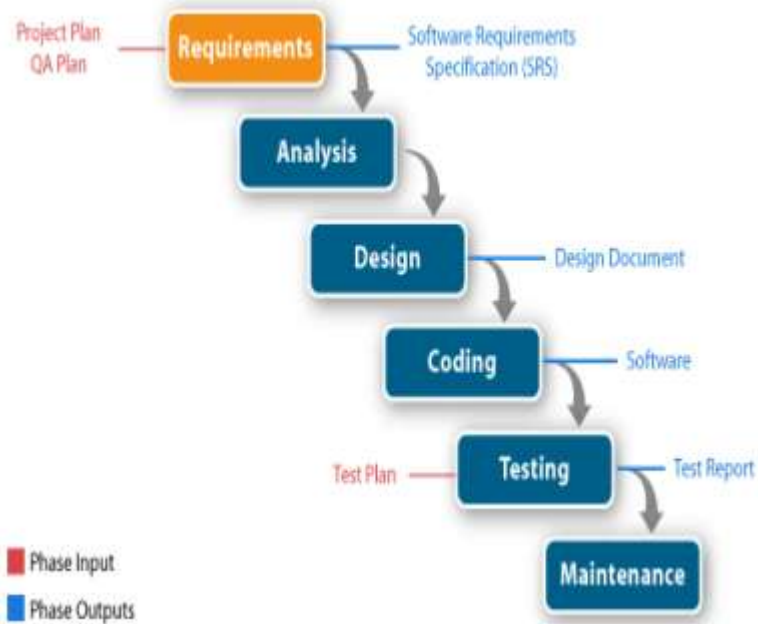 Project Plan
QA Plan
Requirements
Software Requirements
Specification (SRS)
Analysis
Design
Design Document
Coding
Software
Test Plan
Testing
Test Report
Maintenance
Phase Input
Phase Outputs